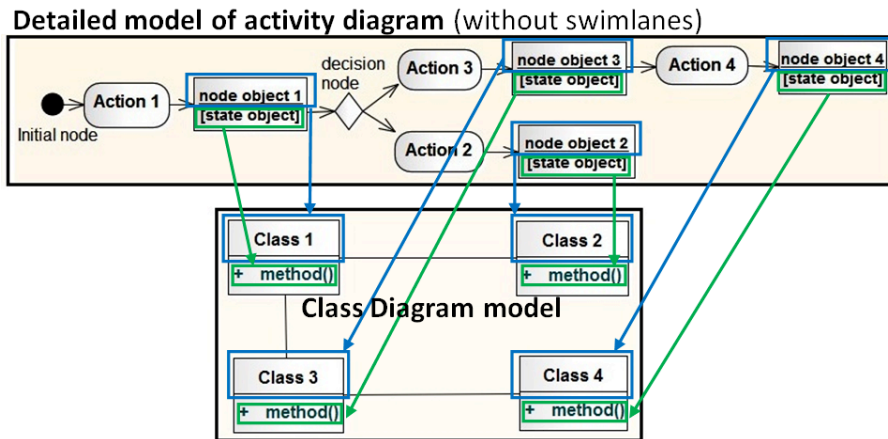 Detailed model of activity diagram (without swimlanes)
Initial node
Action 1
node object 1
[state object]
decision
node
Action 3
node object 3
[state object]
Action 4
node object 4
[state object]
Action 2
node object 2
[state object]
Class 1
+ method()
Class 2
+ method()
Class Diagram model
Class 3
+ method()
Class 4
+ method()